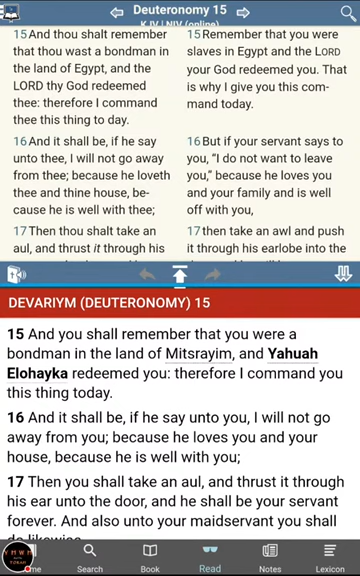 Deuteronomy 15
KJV | NIV (online)
15 And thou shalt remember
that thou wast a bondman in
the land of Egypt, and the
LORD thy God redeemed
thee: therefore I command
thee this thing to day.
16 And it shall be, if he say
unto thee, I will not go away
from thee; because he loveth
thee and thine house, be-
cause he is well with thee;
17 Then thou shalt take an
aul, and thrust it through his
15 Remember that you were
slaves in Egypt and the LORD
your God redeemed you. That
is why I give you this com-
mand today.
16 But if your servant says to
you, “I do not want to leave
you,” because he loves you
and your family and is well
off with you,
17 then take an awl and push
it through his earlobe into the
DEVARIYM (DEUTERONOMY) 15
15 And you shall remember that you were a
bondman in the land of Mitsrayim, and Yahuah
Elohayka redeemed you: therefore I command you
this thing today.
16 And it shall be, if he say unto you, I will not go
away from you; because he loves you and your
house, because he is well with you;
17 Then you shall take an aul, and thrust it through
his ear unto the door, and he shall be your servant
forever. And also unto your maidservant you shall
do likewise
Search
Book
Read
Notes
Lexicon